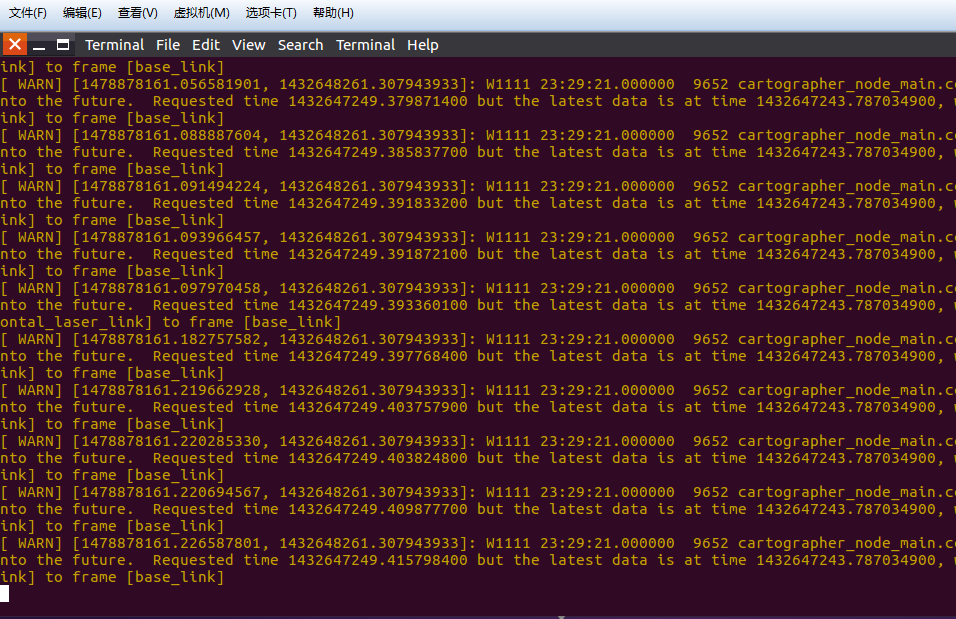 文件(F) 编辑(E) 查看(V) 虚拟机(M) 选项卡(T) 帮助(H)
Terminal File Edit View Search Terminal Help
ink] to frame [base_link]
[ WARN] [1478878161.056581901, 1432648261.307943933]: W1111 23:29:21.000000  9652 cartographer_node_main.c
nto the future.  Requested time 1432647249.379871400 but the latest data is at time 1432647243.787034900,
ink] to frame [base_link]
[ WARN] [1478878161.088887604, 1432648261.307943933]: W1111 23:29:21.000000  9652 cartographer_node_main.c
nto the future.  Requested time 1432647249.385837700 but the latest data is at time 1432647243.787034900,
ink] to frame [base_link]
[ WARN] [1478878161.091494224, 1432648261.307943933]: W1111 23:29:21.000000  9652 cartographer_node_main.c
nto the future.  Requested time 1432647249.391833200 but the latest data is at time 1432647243.787034900,
ink] to frame [base_link]
[ WARN] [1478878161.093966457, 1432648261.307943933]: W1111 23:29:21.000000  9652 cartographer_node_main.c
nto the future.  Requested time 1432647249.391872100 but the latest data is at time 1432647243.787034900,
ink] to frame [base_link]
[ WARN] [1478878161.097970458, 1432648261.307943933]: W1111 23:29:21.000000  9652 cartographer_node_main.c
nto the future.  Requested time 1432647249.393360100 but the latest data is at time 1432647243.787034900,
ontal_laser_link] to frame [base_link]
[ WARN] [1478878161.182757582, 1432648261.307943933]: W1111 23:29:21.000000  9652 cartographer_node_main.c
nto the future.  Requested time 1432647249.397768400 but the latest data is at time 1432647243.787034900,
ink] to frame [base_link]
[ WARN] [1478878161.219662928, 1432648261.307943933]: W1111 23:29:21.000000  9652 cartographer_node_main.c
nto the future.  Requested time 1432647249.403757900 but the latest data is at time 1432647243.787034900,
ink] to frame [base_link]
[ WARN] [1478878161.220285330, 1432648261.307943933]: W1111 23:29:21.000000  9652 cartographer_node_main.c
nto the future.  Requested time 1432647249.403824800 but the latest data is at time 1432647243.787034900,
ink] to frame [base_link]
[ WARN] [1478878161.220694567, 1432648261.307943933]: W1111 23:29:21.000000  9652 cartographer_node_main.c
nto the future.  Requested time 1432647249.409877700 but the latest data is at time 1432647243.787034900,
ink] to frame [base_link]
[ WARN] [1478878161.226587801, 1432648261.307943933]: W1111 23:29:21.000000  9652 cartographer_node_main.c
nto the future.  Requested time 1432647249.415798400 but the latest data is at time 1432647243.787034900,
ink] to frame [base_link]